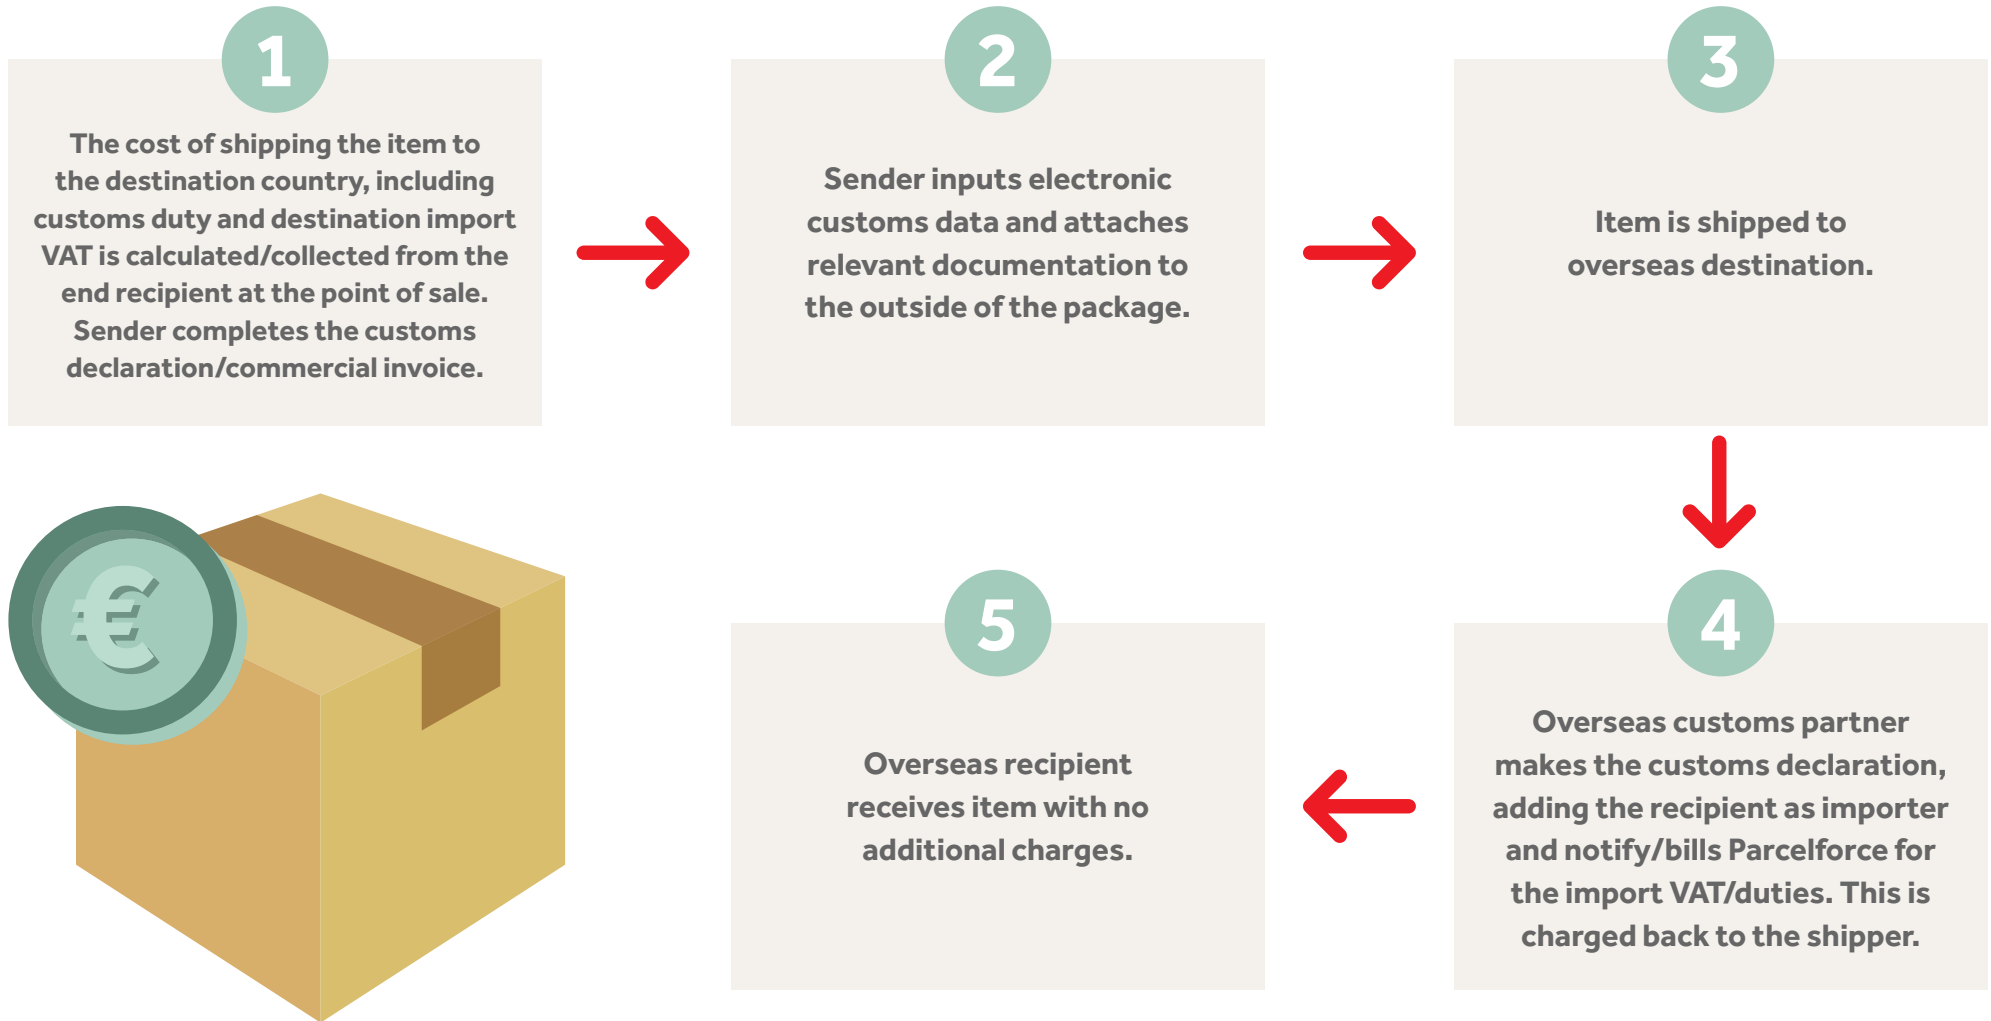 1
The cost of shipping the item to
the destination country, including
customs duty and destination import
VAT is calculated/collected from the
end recipient at the point of sale.
Sender completes the customs
declaration/commercial invoice.
2
Sender inputs electronic
customs data and attaches
relevant documentation to
the outside of the package.
3
Item is shipped to
overseas destination.
4
Overseas customs partner
makes the customs declaration,
adding the recipient as importer
and notify/bills Parcelforce for
the import VAT/duties. This is
charged back to the shipper.
5
Overseas recipient
receives item with no
additional charges.
€